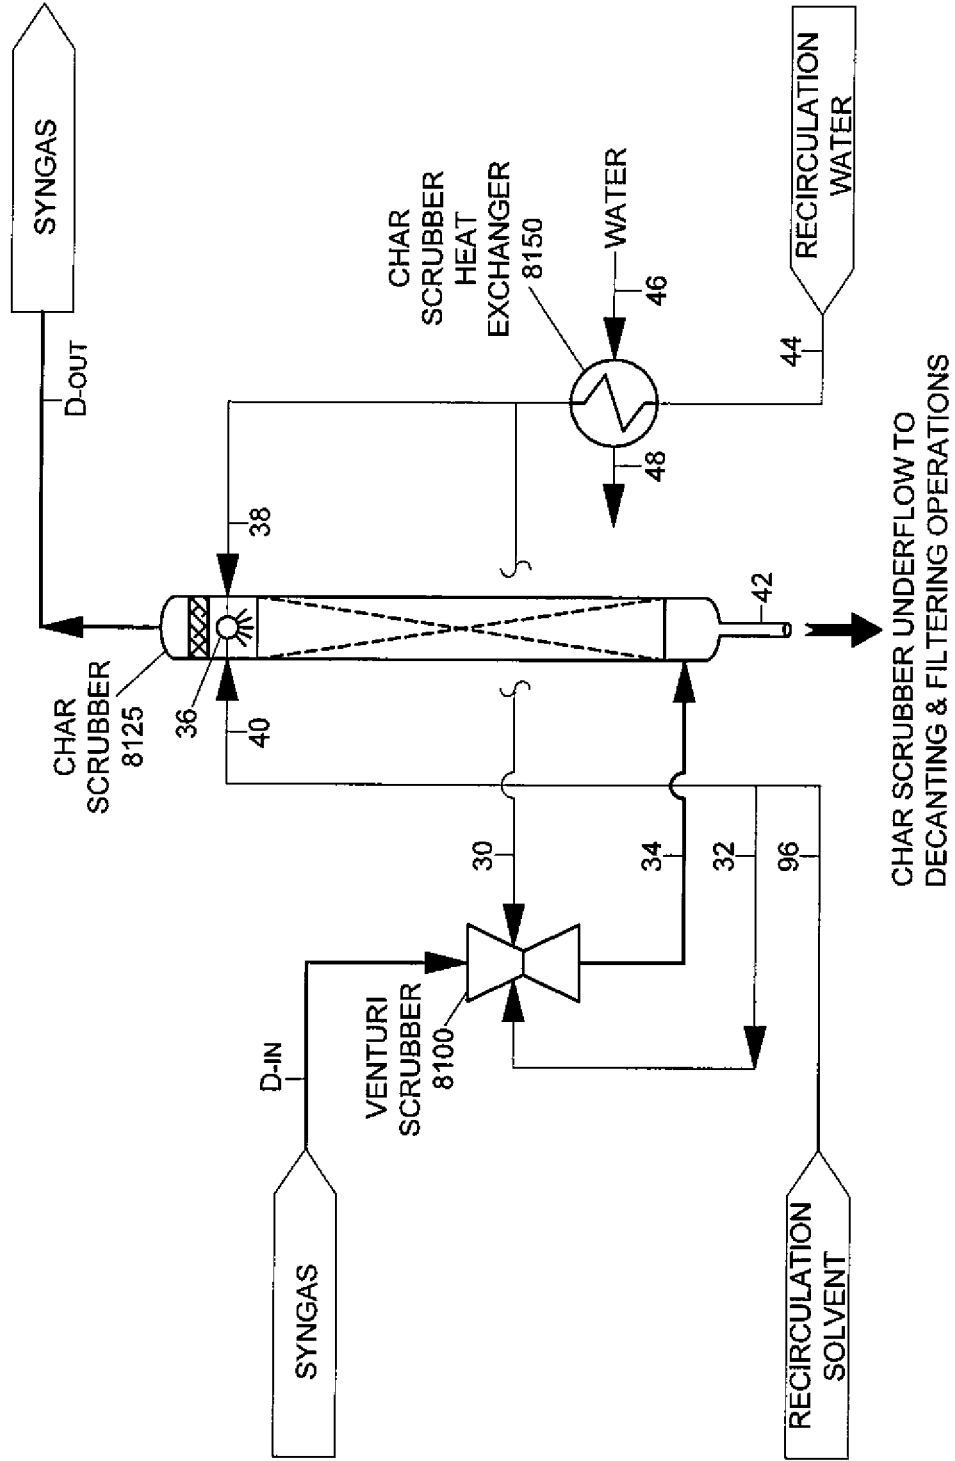 SYNGAS
D-OUT
CHAR
SCRUBBER
8125
36
40
38
CHAR
SCRUBBER
HEAT
EXCHANGER
8150
WATER
46
48
44
RECIRCULATION
WATER
42
CHAR SCRUBBER UNDERFLOW TO
DECANTING & FILTERING OPERATIONS
30
34
32
96
D-IN
VENTURI
SCRUBBER
8100
SYNGAS
RECIRCULATION
SOLVENT